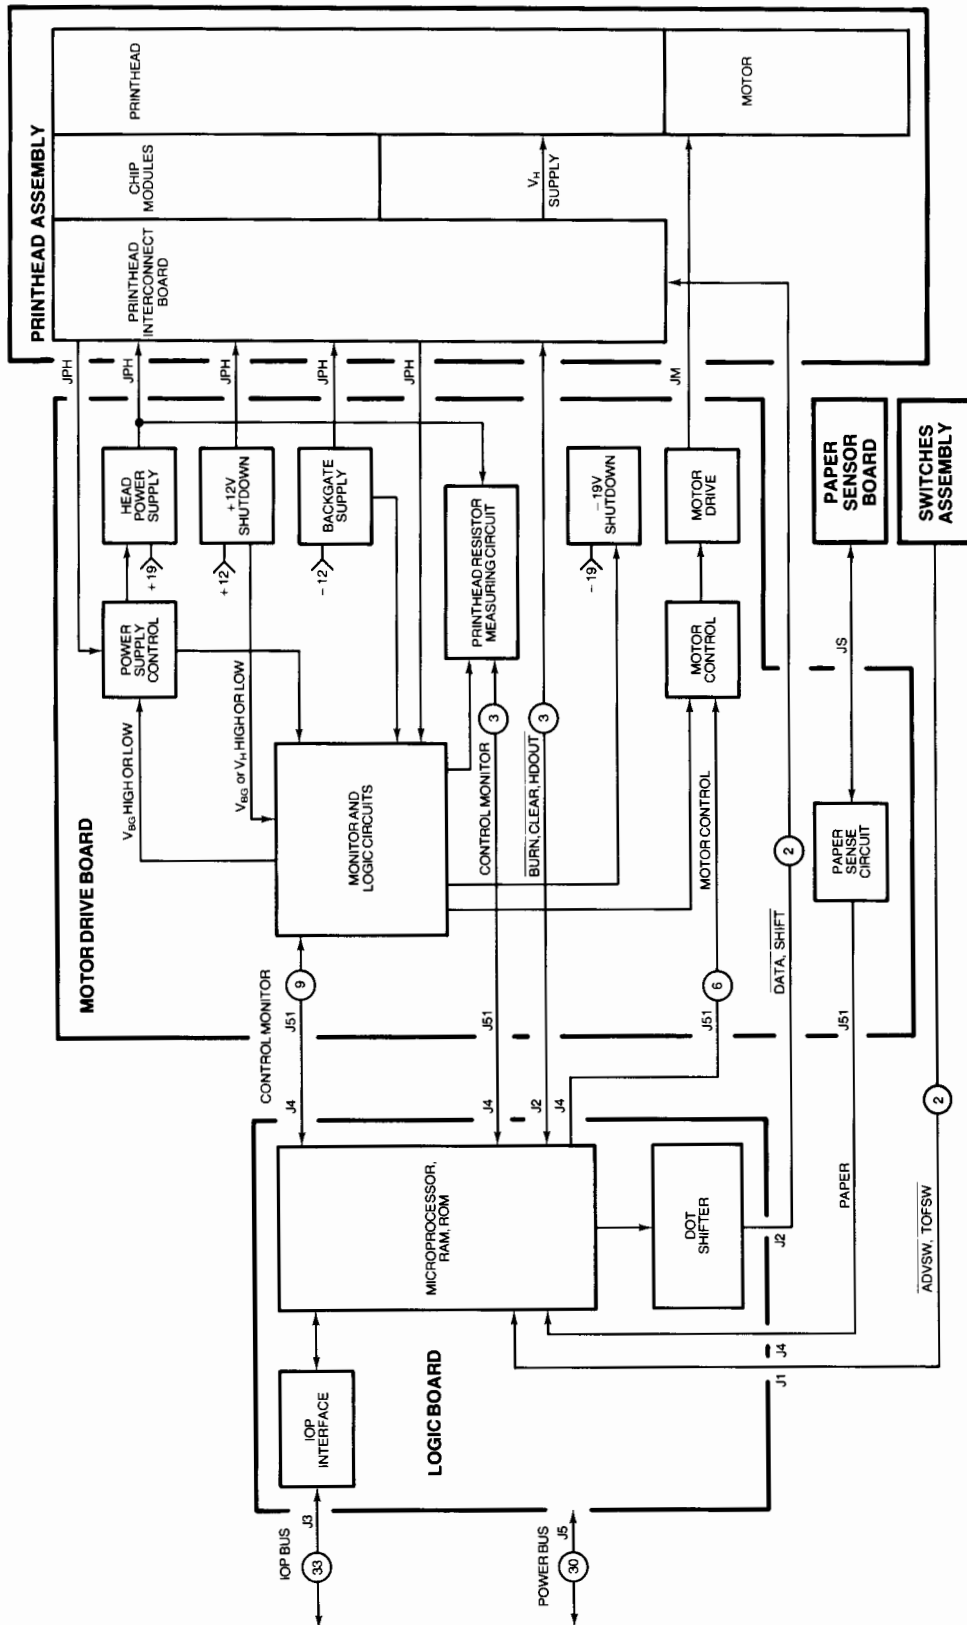 PRINTHEAD ASSEMBLY
PRINTHEAD
MOTOR
CHIP
MODULES
V_H
SUPPLY
PRINTHEAD
INTERCONNECT
BOARD
JPH
JPH
JPH
JPH
JPH
JM
MOTOR DRIVE BOARD
HEAD
POWER
SUPPLY
+19
+12V
SHUTDOWN
+12
BACKGATE
SUPPLY
-12
PRINTHEAD RESISTOR
MEASURING CIRCUIT
-19V
SHUTDOWN
-19
MOTOR
DRIVE
POWER
SUPPLY
CONTROL
MOTOR
CONTROL
V_BG HIGH OR LOW
V_BG or V_H HIGH OR LOW
MONITOR AND
LOGIC CIRCUITS
CONTROL MONITOR
3
BURN, CLEAR, HDOUT
3
MOTOR CONTROL
6
DATA, SHIFT
2
PAPER
SENSE
CIRCUIT
JS
PAPER
SENSOR
BOARD
SWITCHES
ASSEMBLY
CONTROL MONITOR
9
J51
J4
J51
J4
J2
J51
J4
J51
PAPER
2
ADVSW, TOFSW
LOGIC BOARD
MICROPROCESSOR,
RAM, ROM
DOT
SHIFTER
J2
J4
J1
IOP
INTERFACE
IOP BUS
33
J3
POWER BUS
30
J5